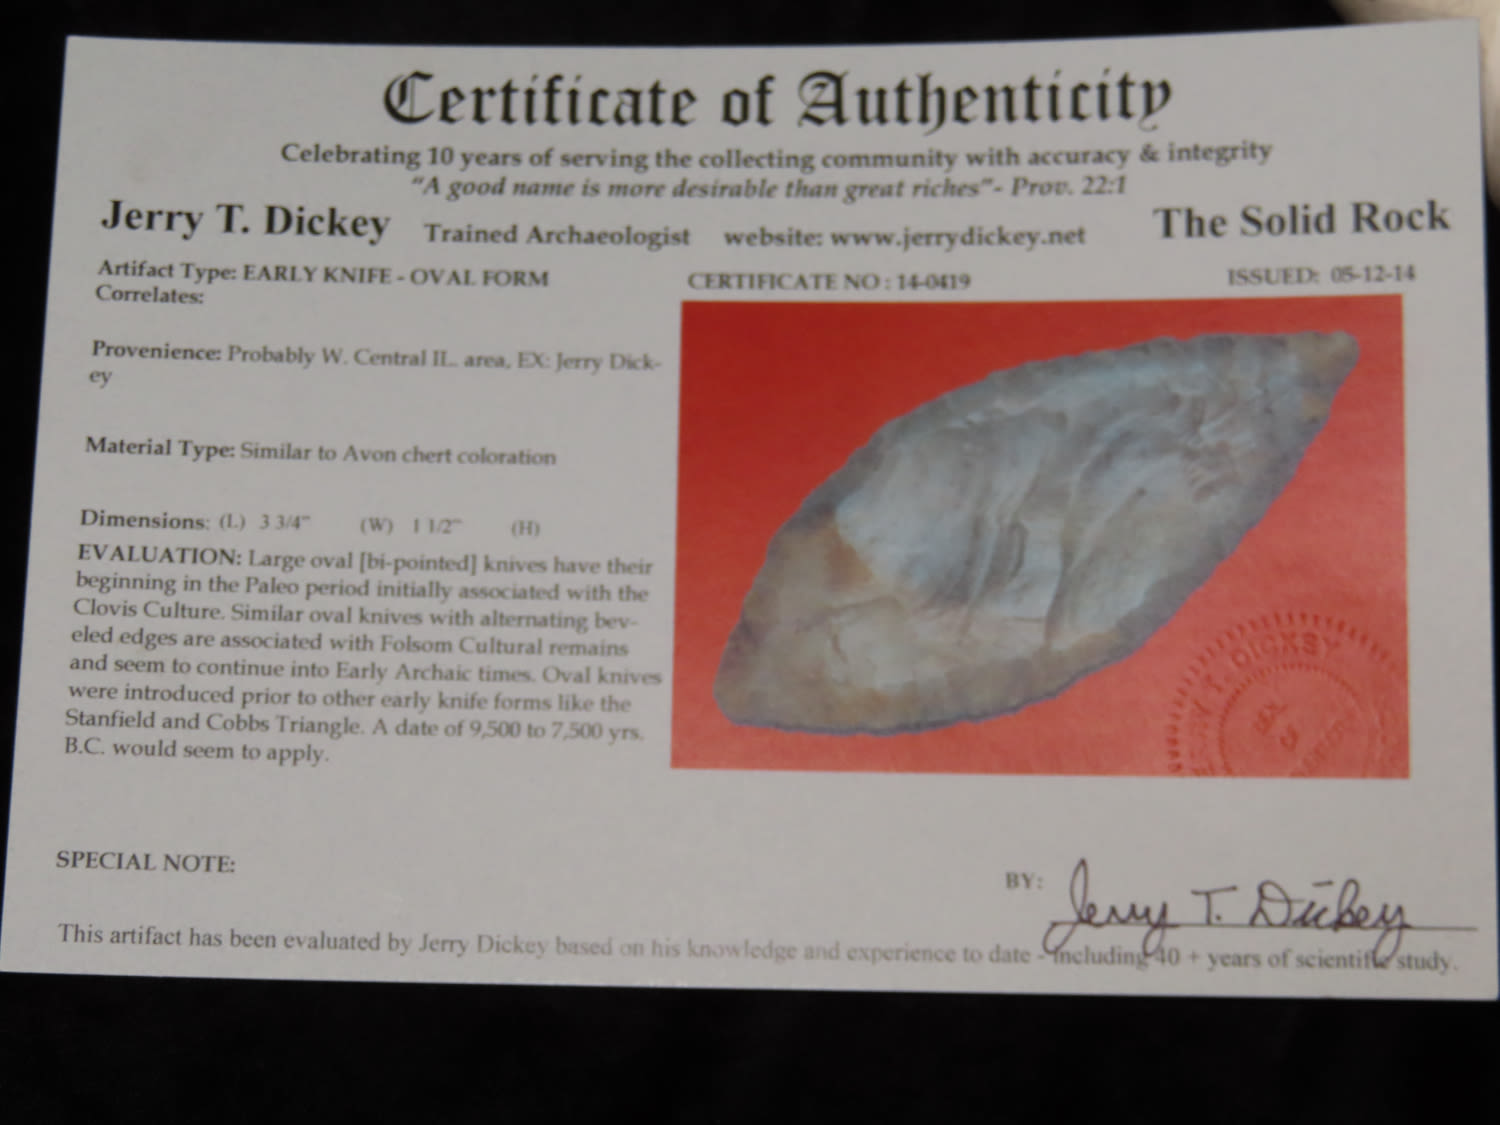 Certificate of Authenticity
Celebrating 10 years of serving the collecting community with accuracy & integrity
"A good name is more desirable than great riches"- Prov. 22:1
Jerry T. Dickey Trained Archaeologist website: www.jerrydickey.net The Solid Rock
Artifact Type: EARLY KNIFE - OVAL FORM CERTIFICATE NO : 14-0419 ISSUED: 05-12-14
Correlates:
Provenience: Probably W. Central IL. area, EX: Jerry Dick-
ey
Material Type: Similar to Avon chert coloration
Dimensions: (L) 3 3/4" (W) 1 1/2" (H)
EVALUATION: Large oval [bi-pointed] knives have their
beginning in the Paleo period initially associated with the
Clovis Culture. Similar oval knives with alternating bev-
eled edges are associated with Folsom Cultural remains
and seem to continue into Early Archaic times. Oval knives
were introduced prior to other early knife forms like the
Stanfield and Cobbs Triangle. A date of 9,500 to 7,500 yrs.
B.C. would seem to apply.
T. DICKEY
SEAL
OF
SPECIAL NOTE:
BY: Jerry T. Dickey
This artifact has been evaluated by Jerry Dickey based on his knowledge and experience to date - including 40 + years of scientific study.